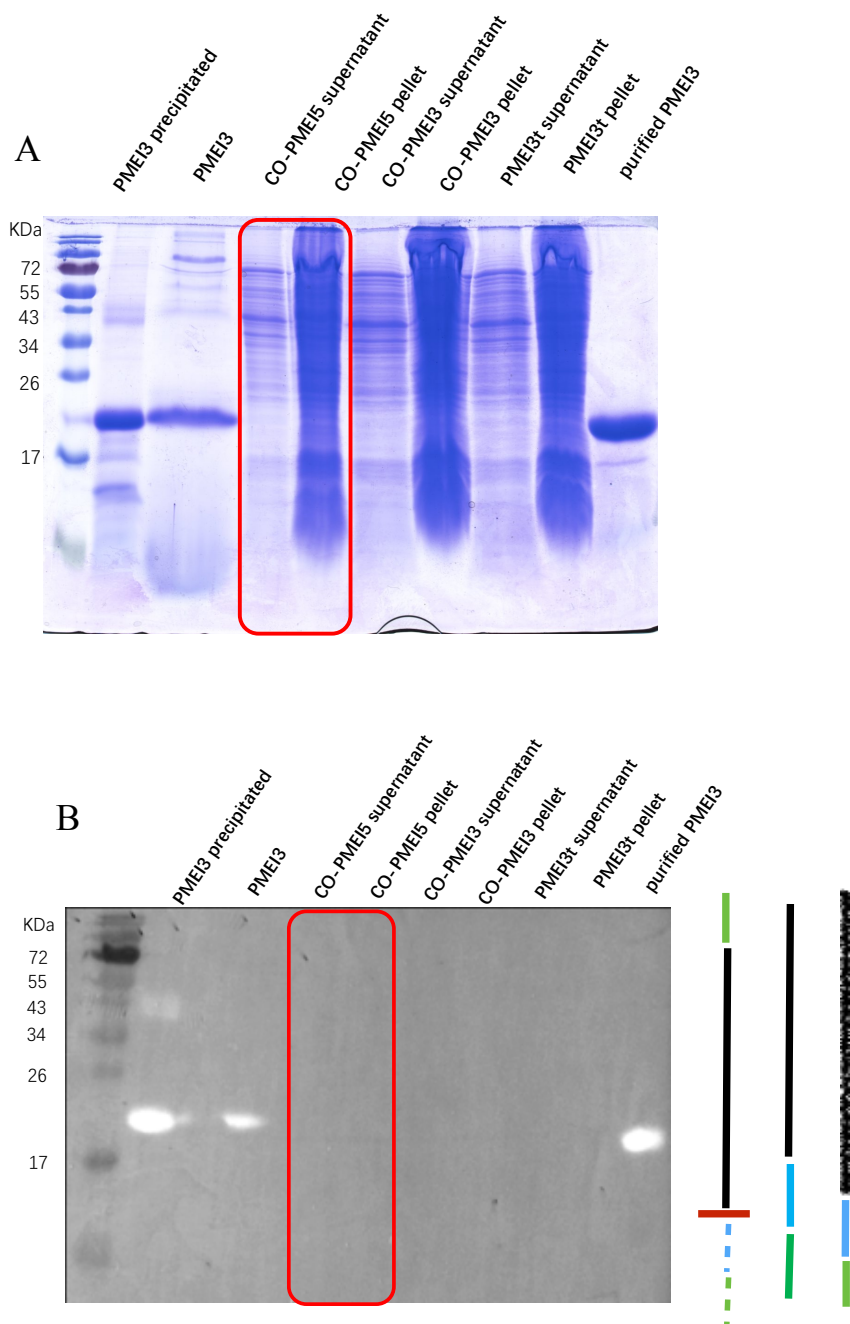 A
PMEI3 precipitated
PMEI3
CO-PMEI5 supernatant
CO-PMEI5 pellet
CO-PMEI3 supernatant
CO-PMEI3 pellet
PMEI3t supernatant
PMEI3t pellet
purified PMEI3
KDa
72
55
43
34
26
17
B
PMEI3 precipitated
PMEI3
CO-PMEI5 supernatant
CO-PMEI5 pellet
CO-PMEI3 supernatant
CO-PMEI3 pellet
PMEI3t supernatant
PMEI3t pellet
purified PMEI3
KDa
72
55
43
34
26
17